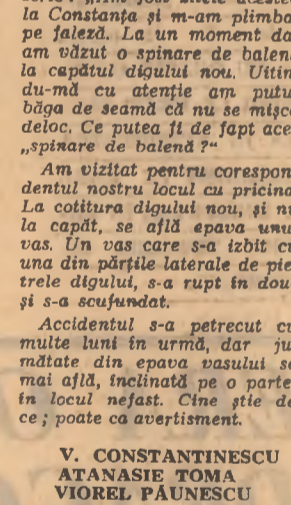 la Constanța și m-am plimba
pe faleză. La un moment da
am văzut o spinare de balen
la capătul digului nou. Uitin
du-mă cu atenție am putu
băga de seamă că nu se mișc
deloc. Ce putea fi de fapt ace
„spinare de balenă ?“
Am vizitat pentru corespon
dentul nostru locul cu pricina
La cotitura digului nou, și n
la capăt, se află epava unu
vas. Un vas care s-a izbit c
una din părțile laterale de pie
trele digului, s-a rupt în dou
și s-a scufundat.
Accidentul s-a petrecut c
multe luni în urmă, dar ju
mătate din epava vasului s
mai află, înclinată pe o parte
în locul nefast. Cine știe d
ce ; poate ca avertisment.
V. CONSTANTINESCU
ATANASIE TOMA
VIOREL PĂUNESCU